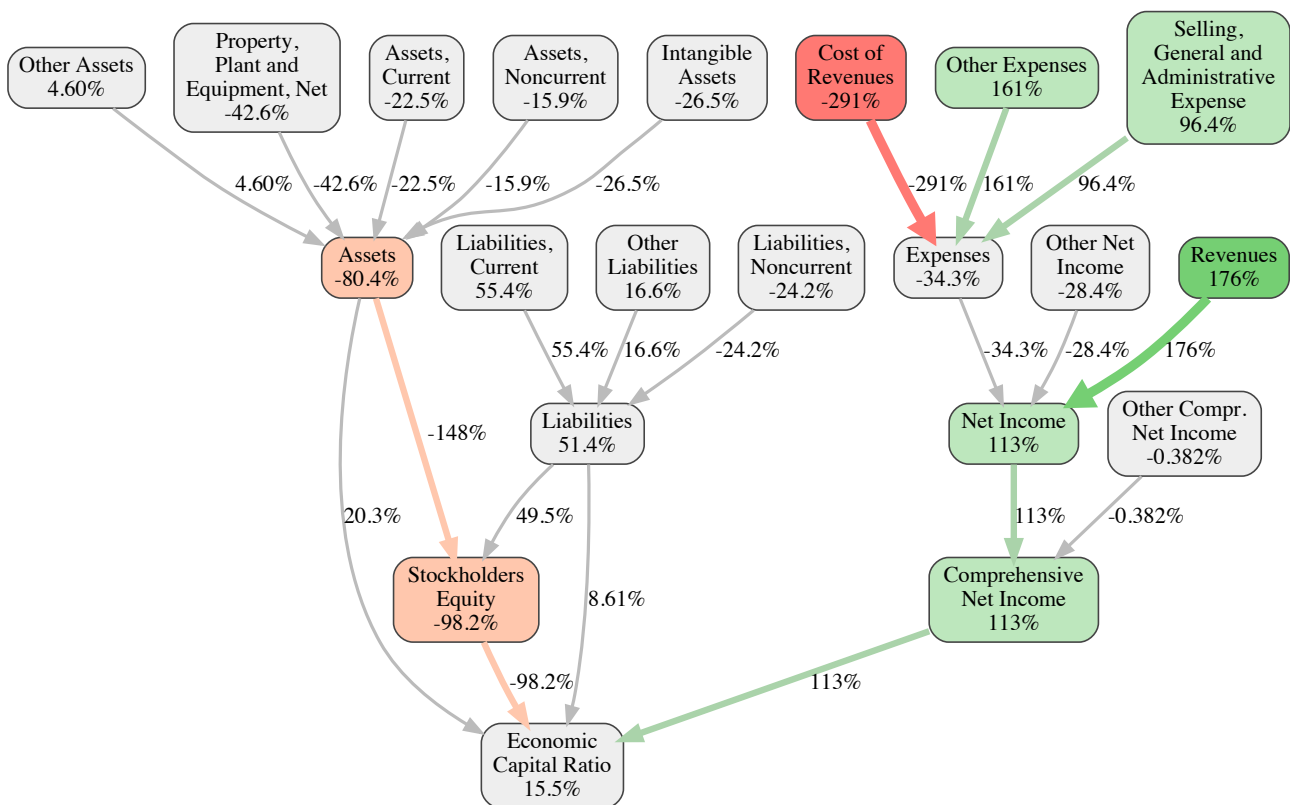 Other Assets
4.60%
Property,
Plant and
Equipment, Net
-42.6%
Assets,
Current
-22.5%
Assets,
Noncurrent
-15.9%
Intangible
Assets
-26.5%
Cost of
Revenues
-291%
Other Expenses
161%
Selling,
General and
Administrative
Expense
96.4%
4.60%
-42.6%
-22.5%
-15.9%
-26.5%
-291%
161%
96.4%
Assets
-80.4%
Liabilities,
Current
55.4%
Other
Liabilities
16.6%
Liabilities,
Noncurrent
-24.2%
Expenses
-34.3%
Other Net
Income
-28.4%
Revenues
176%
55.4%
16.6%
-24.2%
-34.3%
-28.4%
176%
-148%
Liabilities
51.4%
Net Income
113%
Other Compr.
Net Income
-0.382%
20.3%
49.5%
113%
-0.382%
Stockholders
Equity
-98.2%
8.61%
Comprehensive
Net Income
113%
-98.2%
113%
Economic
Capital Ratio
15.5%